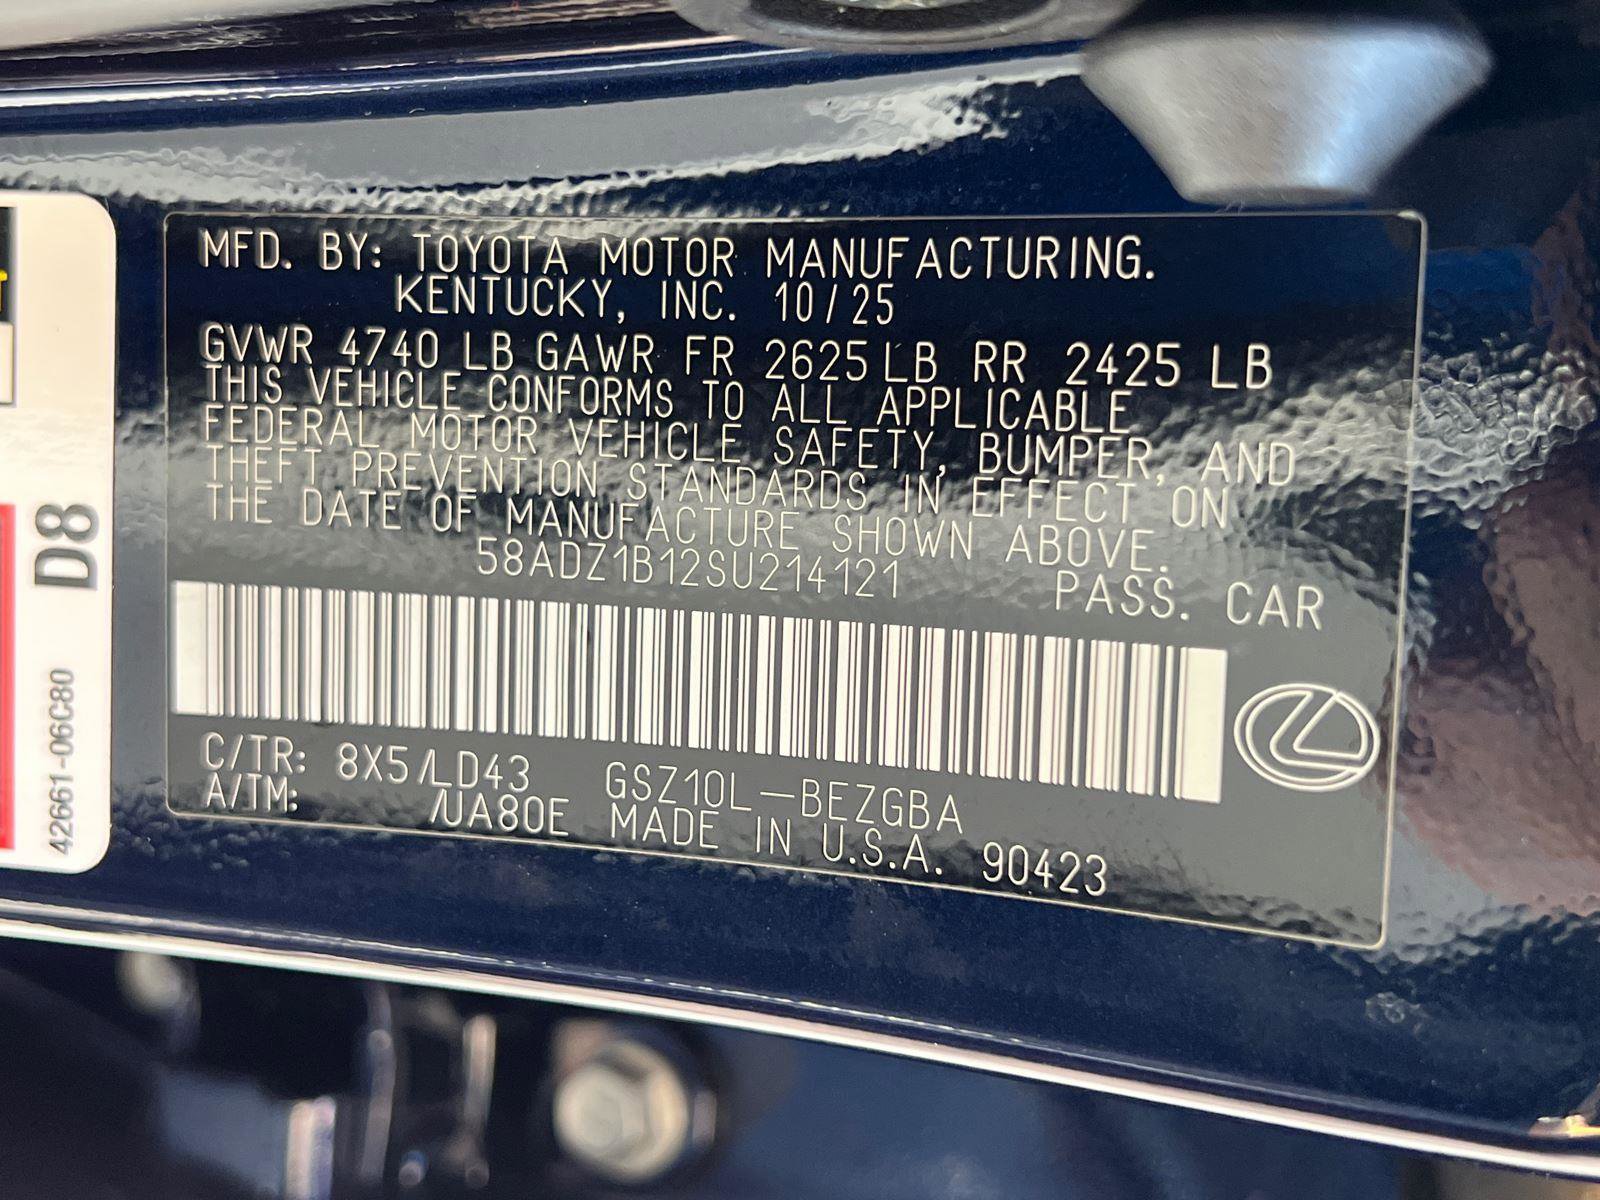 MFD. BY: TOYOTA MOTOR MANUFACTURING.
KENTUCKY, INC. 10/25
GVWR 4740 LB GAWR FR 2625 LB RR 2425 LB
THIS VEHICLE CONFORMS TO ALL APPLICABLE
FEDERAL MOTOR VEHICLE SAFETY, BUMPER, AND
THEFT PREVENTION STANDARDS IN EFFECT ON
THE DATE OF MANUFACTURE SHOWN ABOVE.
58ADZ1B12SU214121 PASS. CAR
C/TR: 8X5/LD43 GSZ10L-BEZGBA
A/TM: /UA80E MADE IN U.S.A. 90423
D8
42661-06C80